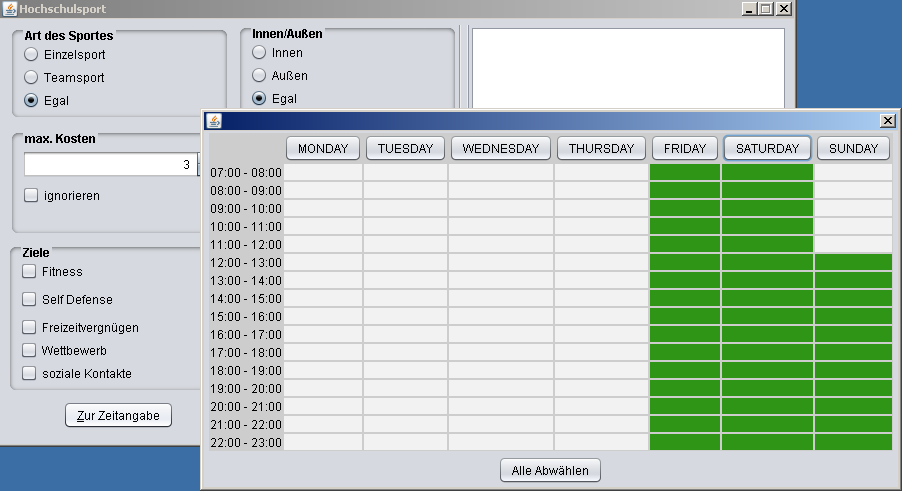 Hochschulsport
Art des Sportes
Einzelsport
Teamsport
Egal
Innen/Außen
Innen
Außen
Egal
max. Kosten
3
ignorieren
Ziele
Fitness
Self Defense
Freizeitvergnügen
Wettbewerb
soziale Kontakte
Zur Zeitangabe
MONDAY TUESDAY WEDNESDAY THURSDAY FRIDAY SATURDAY SUNDAY
07:00 - 08:00
08:00 - 09:00
09:00 - 10:00
10:00 - 11:00
11:00 - 12:00
12:00 - 13:00
13:00 - 14:00
14:00 - 15:00
15:00 - 16:00
16:00 - 17:00
17:00 - 18:00
18:00 - 19:00
19:00 - 20:00
20:00 - 21:00
21:00 - 22:00
22:00 - 23:00
Alle Abwählen